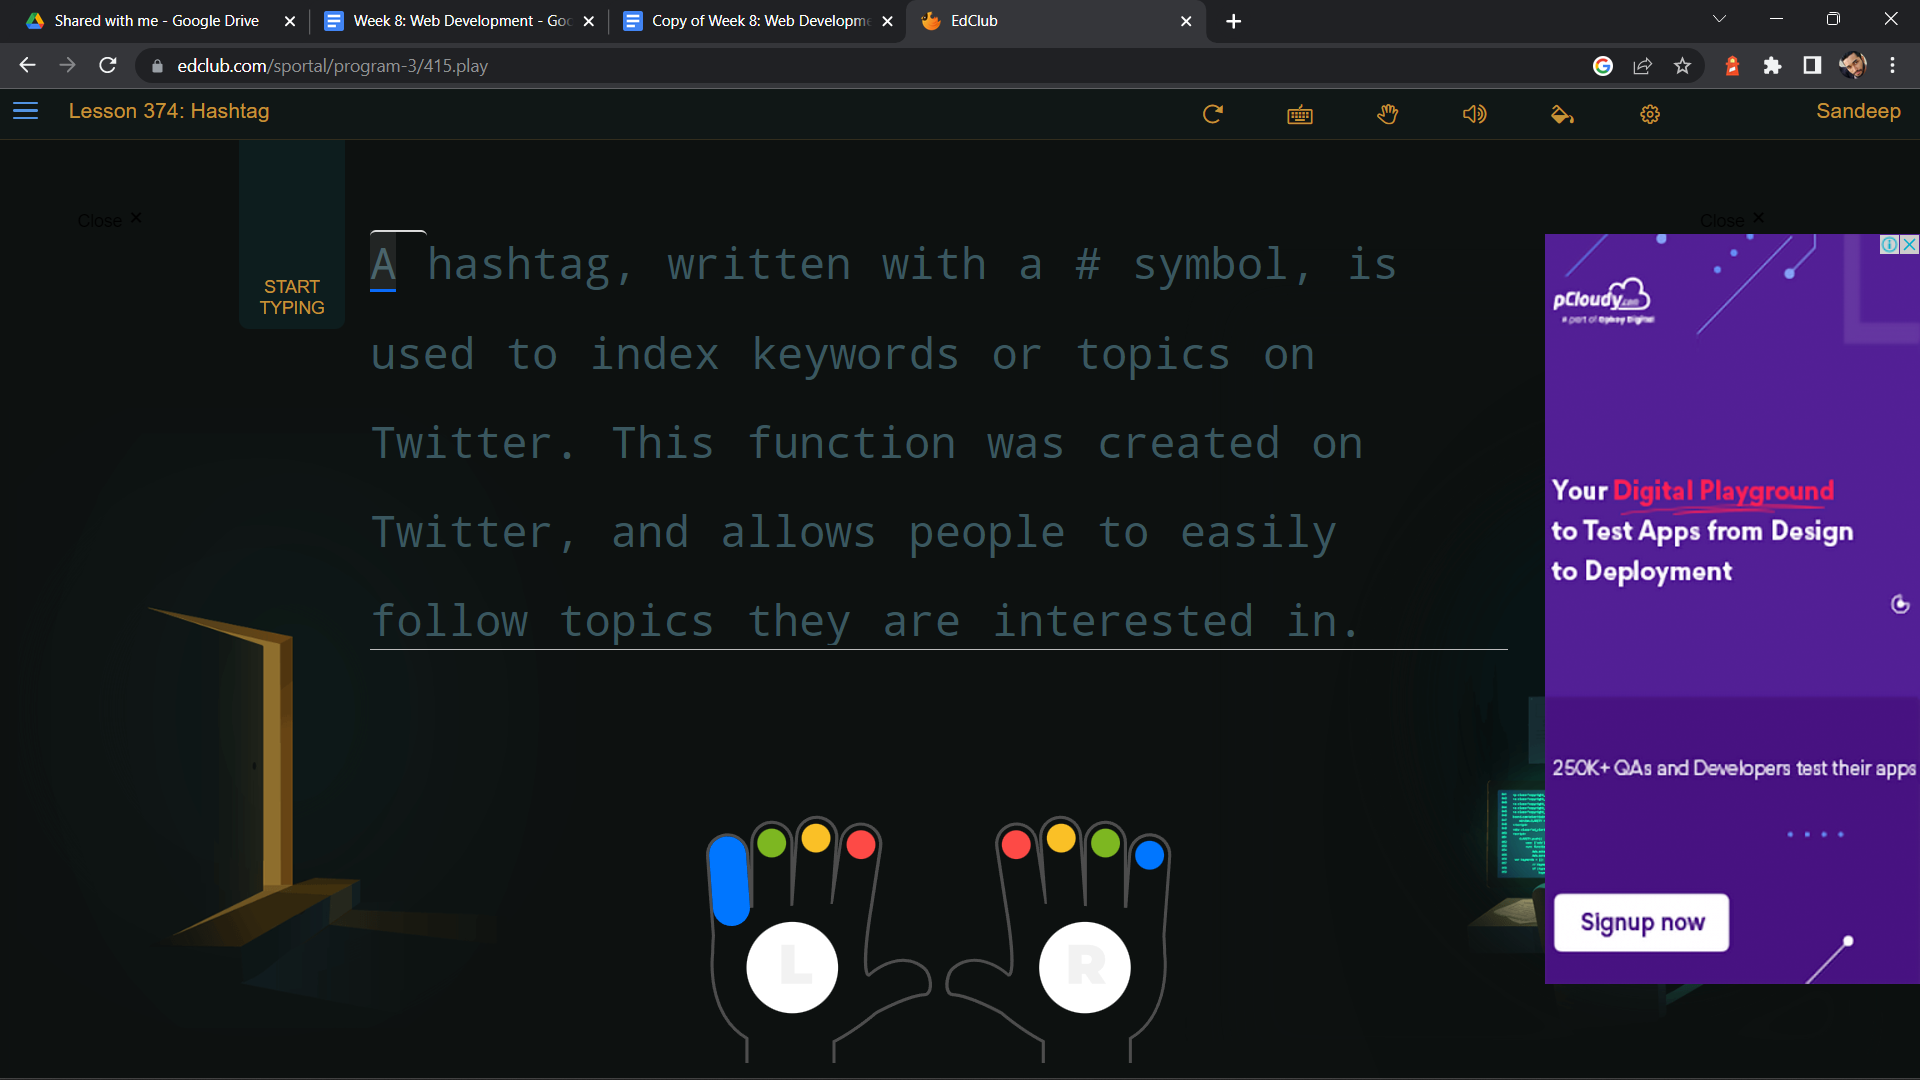 Shared with me - Google Drive
Week 8: Web Development - Goo
Copy of Week 8: Web Developme
EdClub
edclub.com/sportal/program-3/415.play
Lesson 374: Hashtag
Sandeep
Close ×
Close ×
START
TYPING
A hashtag, written with a # symbol, is
used to index keywords or topics on
Twitter. This function was created on
Twitter, and allows people to easily
follow topics they are interested in.
pCloudy.com
A part of Opkey Digital
Your Digital Playground
to Test Apps from Design
to Deployment
250K+ QAs and Developers test their apps
Signup now
L
R